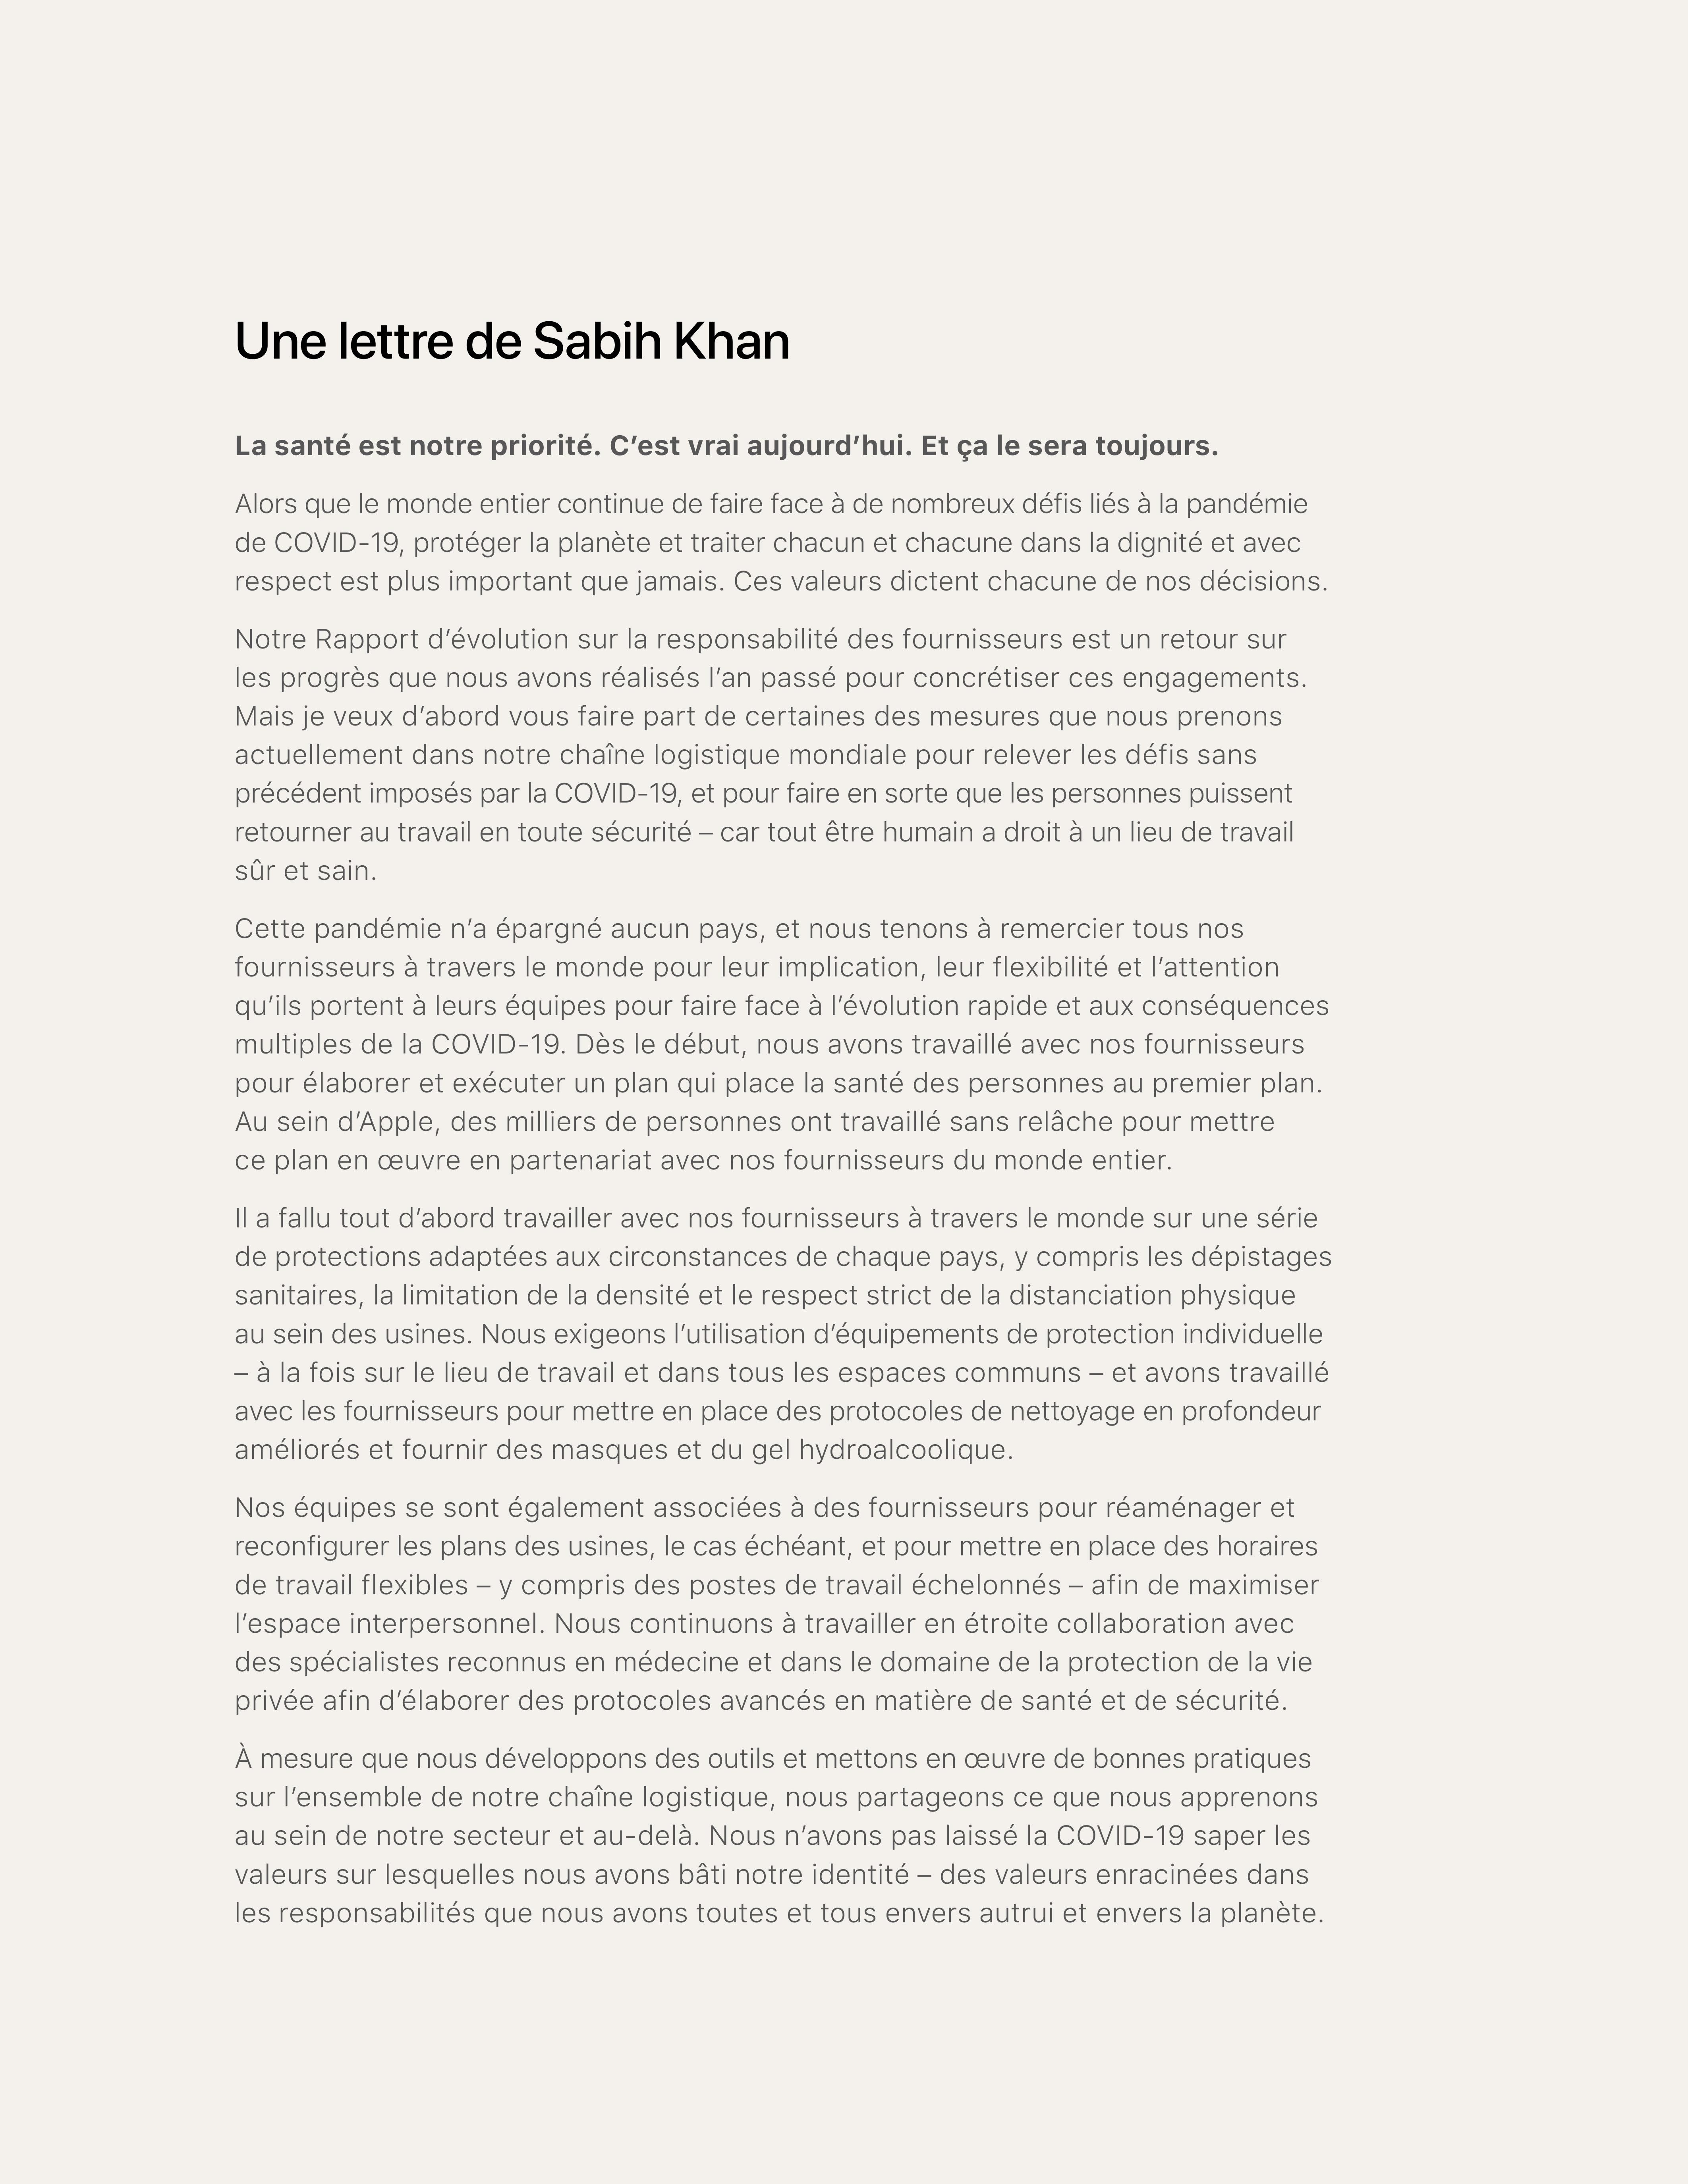 Une lettre de Sabih Khan
La santé est notre priorité. C’est vrai aujourd’hui. Et ça le sera toujours.
Alors que le monde entier continue de faire face à de nombreux défis liés à la pandémie
de COVID-19, protéger la planète et traiter chacun et chacune dans la dignité et avec
respect est plus important que jamais. Ces valeurs dictent chacune de nos décisions.
Notre Rapport d’évolution sur la responsabilité des fournisseurs est un retour sur
les progrès que nous avons réalisés l’an passé pour concrétiser ces engagements.
Mais je veux d’abord vous faire part de certaines des mesures que nous prenons
actuellement dans notre chaîne logistique mondiale pour relever les défis sans
précédent imposés par la COVID-19, et pour faire en sorte que les personnes puissent
retourner au travail en toute sécurité – car tout être humain a droit à un lieu de travail
sûr et sain.
Cette pandémie n’a épargné aucun pays, et nous tenons à remercier tous nos
fournisseurs à travers le monde pour leur implication, leur flexibilité et l’attention
qu’ils portent à leurs équipes pour faire face à l’évolution rapide et aux conséquences
multiples de la COVID-19. Dès le début, nous avons travaillé avec nos fournisseurs
pour élaborer et exécuter un plan qui place la santé des personnes au premier plan.
Au sein d’Apple, des milliers de personnes ont travaillé sans relâche pour mettre
ce plan en œuvre en partenariat avec nos fournisseurs du monde entier.
Il a fallu tout d’abord travailler avec nos fournisseurs à travers le monde sur une série
de protections adaptées aux circonstances de chaque pays, y compris les dépistages
sanitaires, la limitation de la densité et le respect strict de la distanciation physique
au sein des usines. Nous exigeons l’utilisation d’équipements de protection individuelle
– à la fois sur le lieu de travail et dans tous les espaces communs – et avons travaillé
avec les fournisseurs pour mettre en place des protocoles de nettoyage en profondeur
améliorés et fournir des masques et du gel hydroalcoolique.
Nos équipes se sont également associées à des fournisseurs pour réaménager et
reconfigurer les plans des usines, le cas échéant, et pour mettre en place des horaires
de travail flexibles – y compris des postes de travail échelonnés – afin de maximiser
l’espace interpersonnel. Nous continuons à travailler en étroite collaboration avec
des spécialistes reconnus en médecine et dans le domaine de la protection de la vie
privée afin d’élaborer des protocoles avancés en matière de santé et de sécurité.
À mesure que nous développons des outils et mettons en œuvre de bonnes pratiques
sur l’ensemble de notre chaîne logistique, nous partageons ce que nous apprenons
au sein de notre secteur et au-delà. Nous n’avons pas laissé la COVID-19 saper les
valeurs sur lesquelles nous avons bâti notre identité – des valeurs enracinées dans
les responsabilités que nous avons toutes et tous envers autrui et envers la planète.